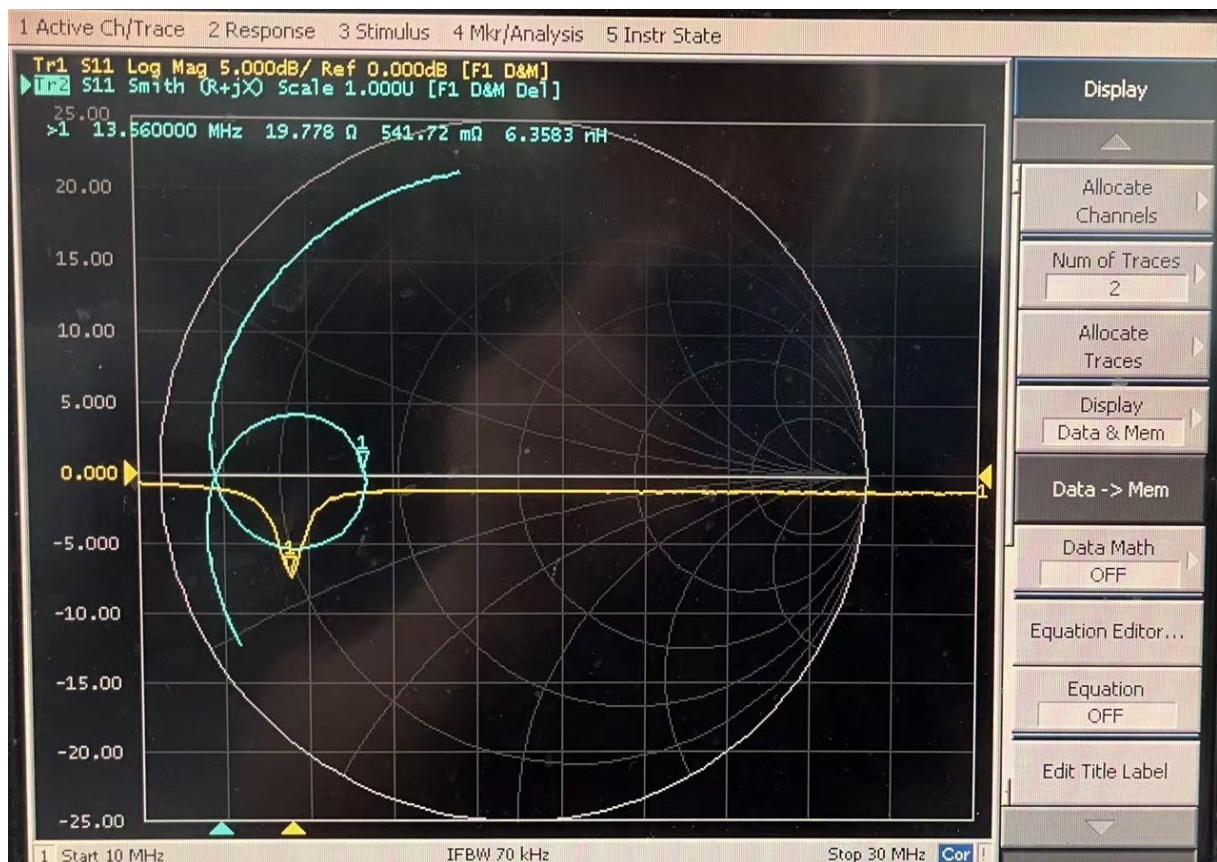 1 Active Ch/Trace 2 Response 3 Stimulus 4 Mkr/Analysis 5 Instr State
Tr1 S11 Log Mag 5.000dB/ Ref 0.000dB [F1 D&M]
Tr2 S11 Smith (R+jX) Scale 1.000U [F1 D&M Del]
25.00
>1 13.560000 MHz 19.778 Ω 541.72 mΩ 6.3583 nH
20.00
15.00
10.00
5.000
0.000
-5.000
-10.00
-15.00
-20.00
-25.00
1
1
1
1 Start 10 MHz IFBW 70 kHz Stop 30 MHz Cor !
Display
Allocate
Channels
Num of Traces
2
Allocate
Traces
Display
Data & Mem
Data -> Mem
Data Math
OFF
Equation Editor...
Equation
OFF
Edit Title Label